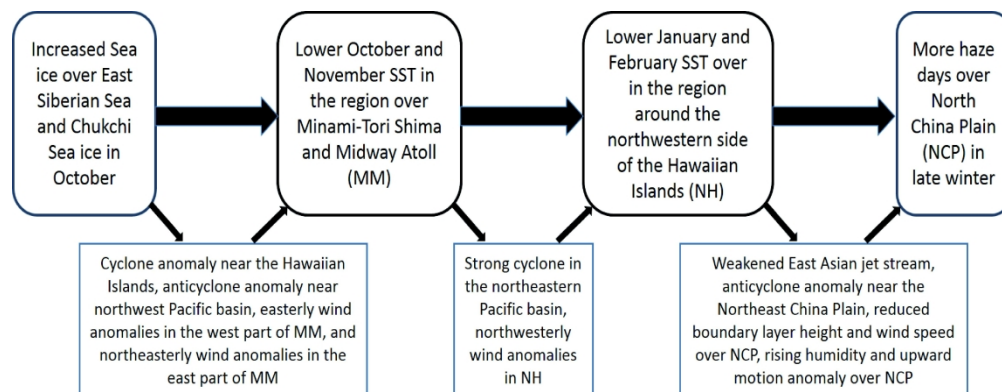 Increased Sea
ice over East
Siberian Sea
and Chukchi
Sea ice in
October
Lower October and
November SST in
the region over
Minami-Tori Shima
and Midway Atoll
(MM)
Lower January and
February SST over
in the region
around the
northwestern side
of the Hawaiian
Islands (NH)
More haze
days over
North
China Plain
(NCP) in
late winter
Cyclone anomaly near the Hawaiian
Islands, anticyclone anomaly near
northwest Pacific basin, easterly wind
anomalies in the west part of MM, and
northeasterly wind anomalies in the
east part of MM
Strong cyclone in
the northeastern
Pacific basin,
northwesterly
wind anomalies
in NH
Weakened East Asian jet stream,
anticyclone anomaly near the
Northeast China Plain, reduced
boundary layer height and wind speed
over NCP, rising humidity and upward
motion anomaly over NCP